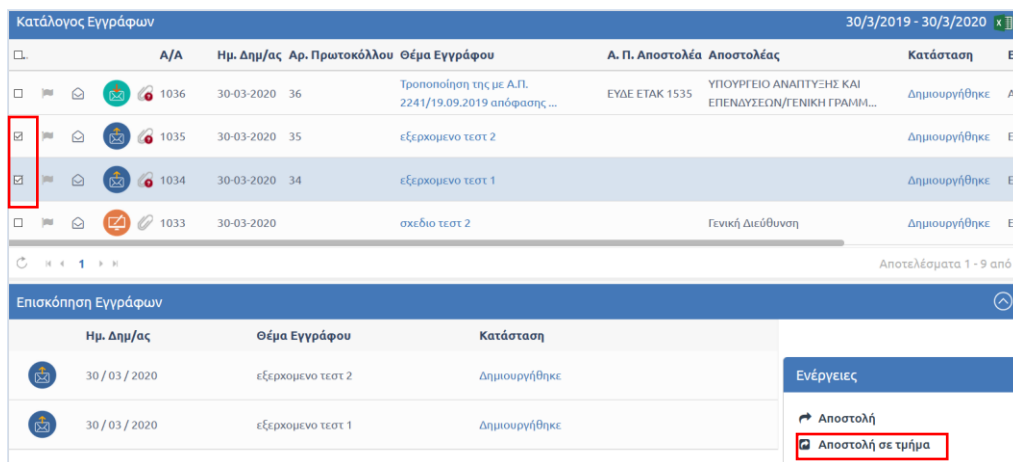 Κατάλογος Εγγράφων 30/3/2019 - 30/3/2020
Α/Α Ημ. Δημ/ας Αρ. Πρωτοκόλλου Θέμα Εγγράφου Α. Π. Αποστολέα Αποστολέας Κατάσταση Ε
1036 30-03-2020 36 Τροποποίηση της με Α.Π. ΕΥΔΕ ΕΤΑΚ 1535 ΥΠΟΥΡΓΕΙΟ ΑΝΑΠΤΥΞΗΣ ΚΑΙ Δημιουργήθηκε Α
2241/19.09.2019 απόφασης ... ΕΠΕΝΔΥΣΕΩΝ/ΓΕΝΙΚΗ ΓΡΑΜΜ...
1035 30-03-2020 35 εξερχομενο τεστ 2 Δημιουργήθηκε Ε
1034 30-03-2020 34 εξερχομενο τεστ 1 Δημιουργήθηκε Ε
1033 30-03-2020 σχεδιο τεστ 2 Γενική Διεύθυνση Δημιουργήθηκε Ε
1 Αποτελέσματα 1 - 9 από
Επισκόπηση Εγγράφων
Ημ. Δημ/ας Θέμα Εγγράφου Κατάσταση
30 / 03 / 2020 εξερχομενο τεστ 2 Δημιουργήθηκε
30 / 03 / 2020 εξερχομενο τεστ 1 Δημιουργήθηκε
Ενέργειες
Αποστολή
Αποστολή σε τμήμα